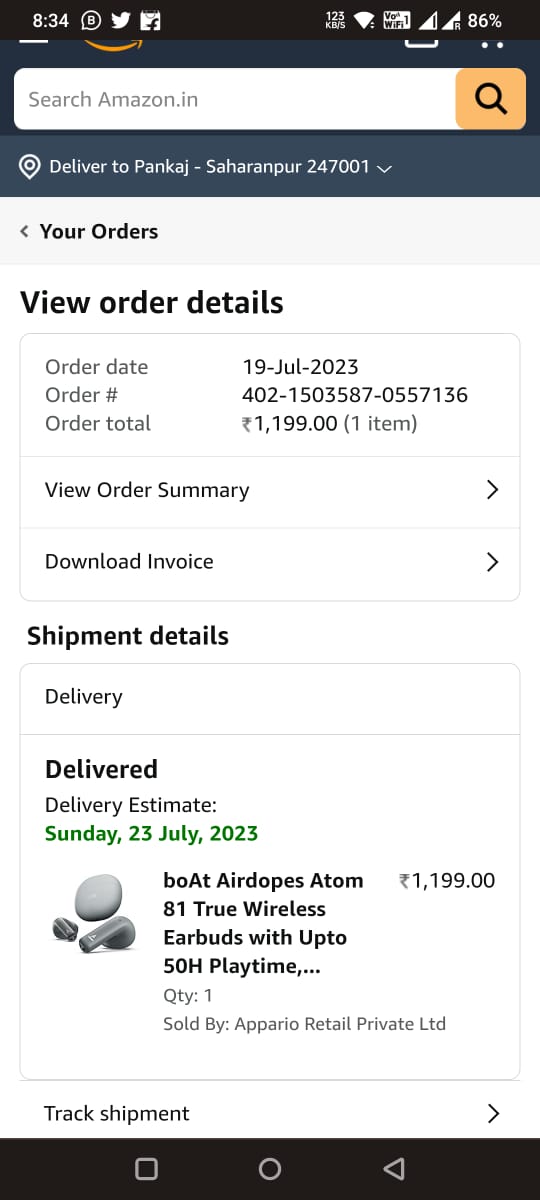 8:34 123 KB/S VoA WiFi 1 R 86%
Search Amazon.in
Deliver to Pankaj - Saharanpur 247001
Your Orders
View order details
Order date 19-Jul-2023
Order # 402-1503587-0557136
Order total ₹1,199.00 (1 item)
View Order Summary
Download Invoice
Shipment details
Delivery
Delivered
Delivery Estimate:
Sunday, 23 July, 2023
boAt Airdopes Atom ₹1,199.00
81 True Wireless
Earbuds with Upto
50H Playtime,...
Qty: 1
Sold By: Appario Retail Private Ltd
Track shipment